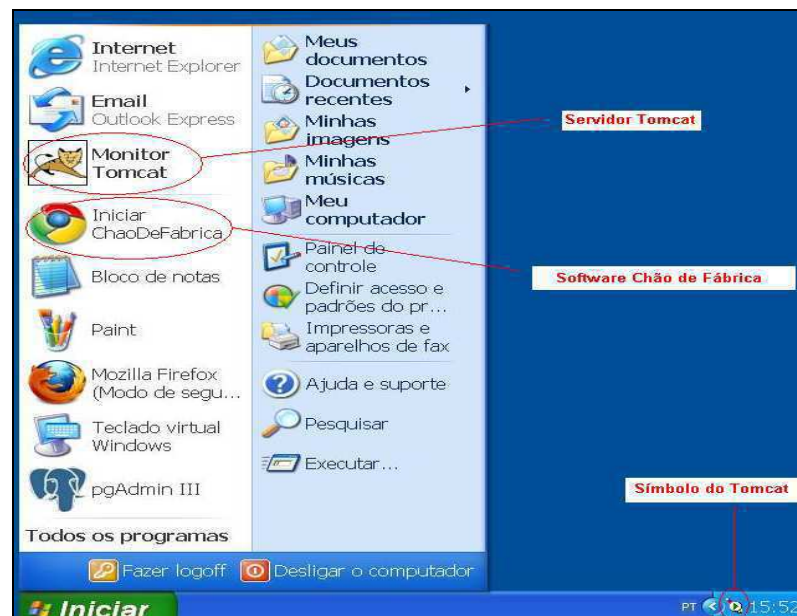 Internet
Internet Explorer
Email
Outlook Express
Monitor
Tomcat
Iniciar
ChaoDeFabrica
Bloco de notas
Paint
Mozilla Firefox
(Modo de segu...
Teclado virtual
Windows
pgAdmin III
Todos os programas
Meus
documentos
Documentos
recentes
Minhas
imagens
Minhas
músicas
Meu
computador
Painel de
controle
Definir acesso e
padrões do pr...
Impressoras e
aparelhos de fax
Ajuda e suporte
Pesquisar
Executar...
Servidor Tomcat
Software Chão de Fábrica
Símbolo do Tomcat
Fazer logoff
Desligar o computador
Iniciar
PT
15:52